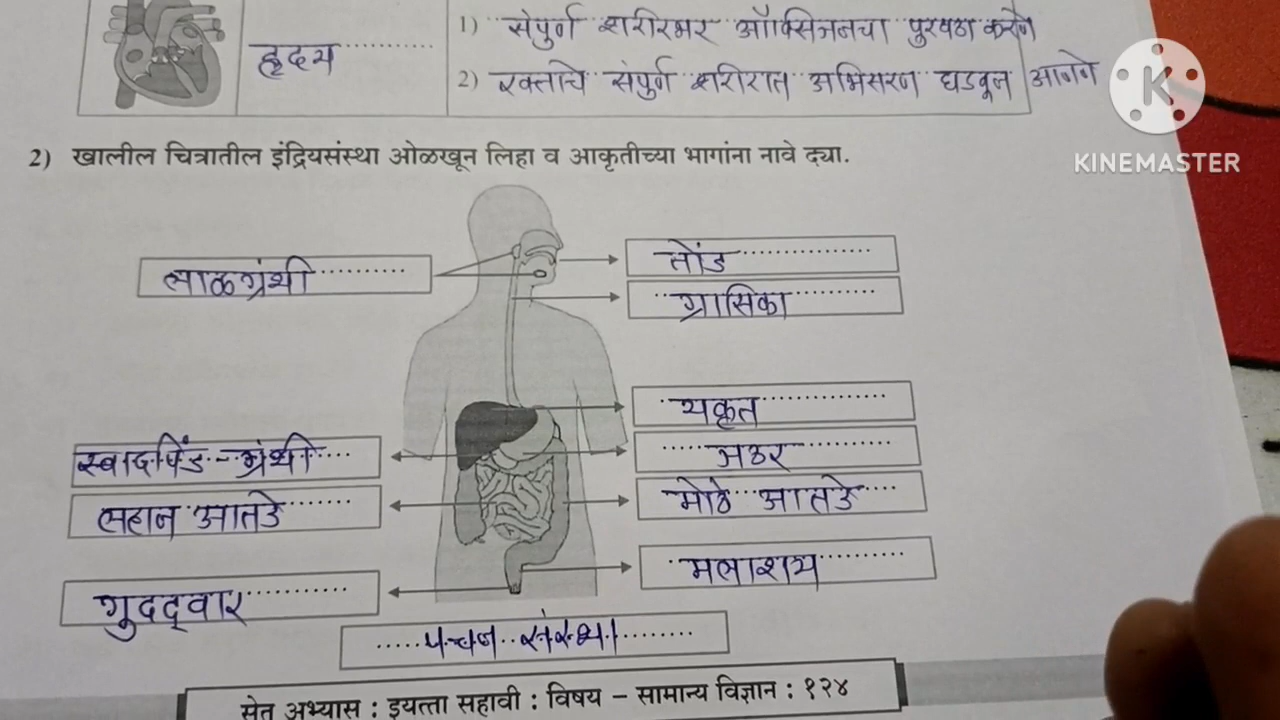 हृदय
1) संपुर्ण शरीरभर ऑक्सिजनचा पुरवठा करणे
2) रक्ताचे संपुर्ण शरीरात अभिसरण घडवून आणणे
KINEMASTER
2) खालील चित्रातील इंद्रियसंस्था ओळखून लिहा व आकृतीच्या भागांना नावे द्या.
लाळग्रंथी
तोंड
ग्रासिका
यकृत
स्वादपिंड-ग्रंथी
जठर
लहान आतडे
मोठे आतडे
मलाशय
गुदद्वार
पचन संस्था
सेतू अभ्यास : इयत्ता सहावी : विषय – सामान्य विज्ञान : १२४